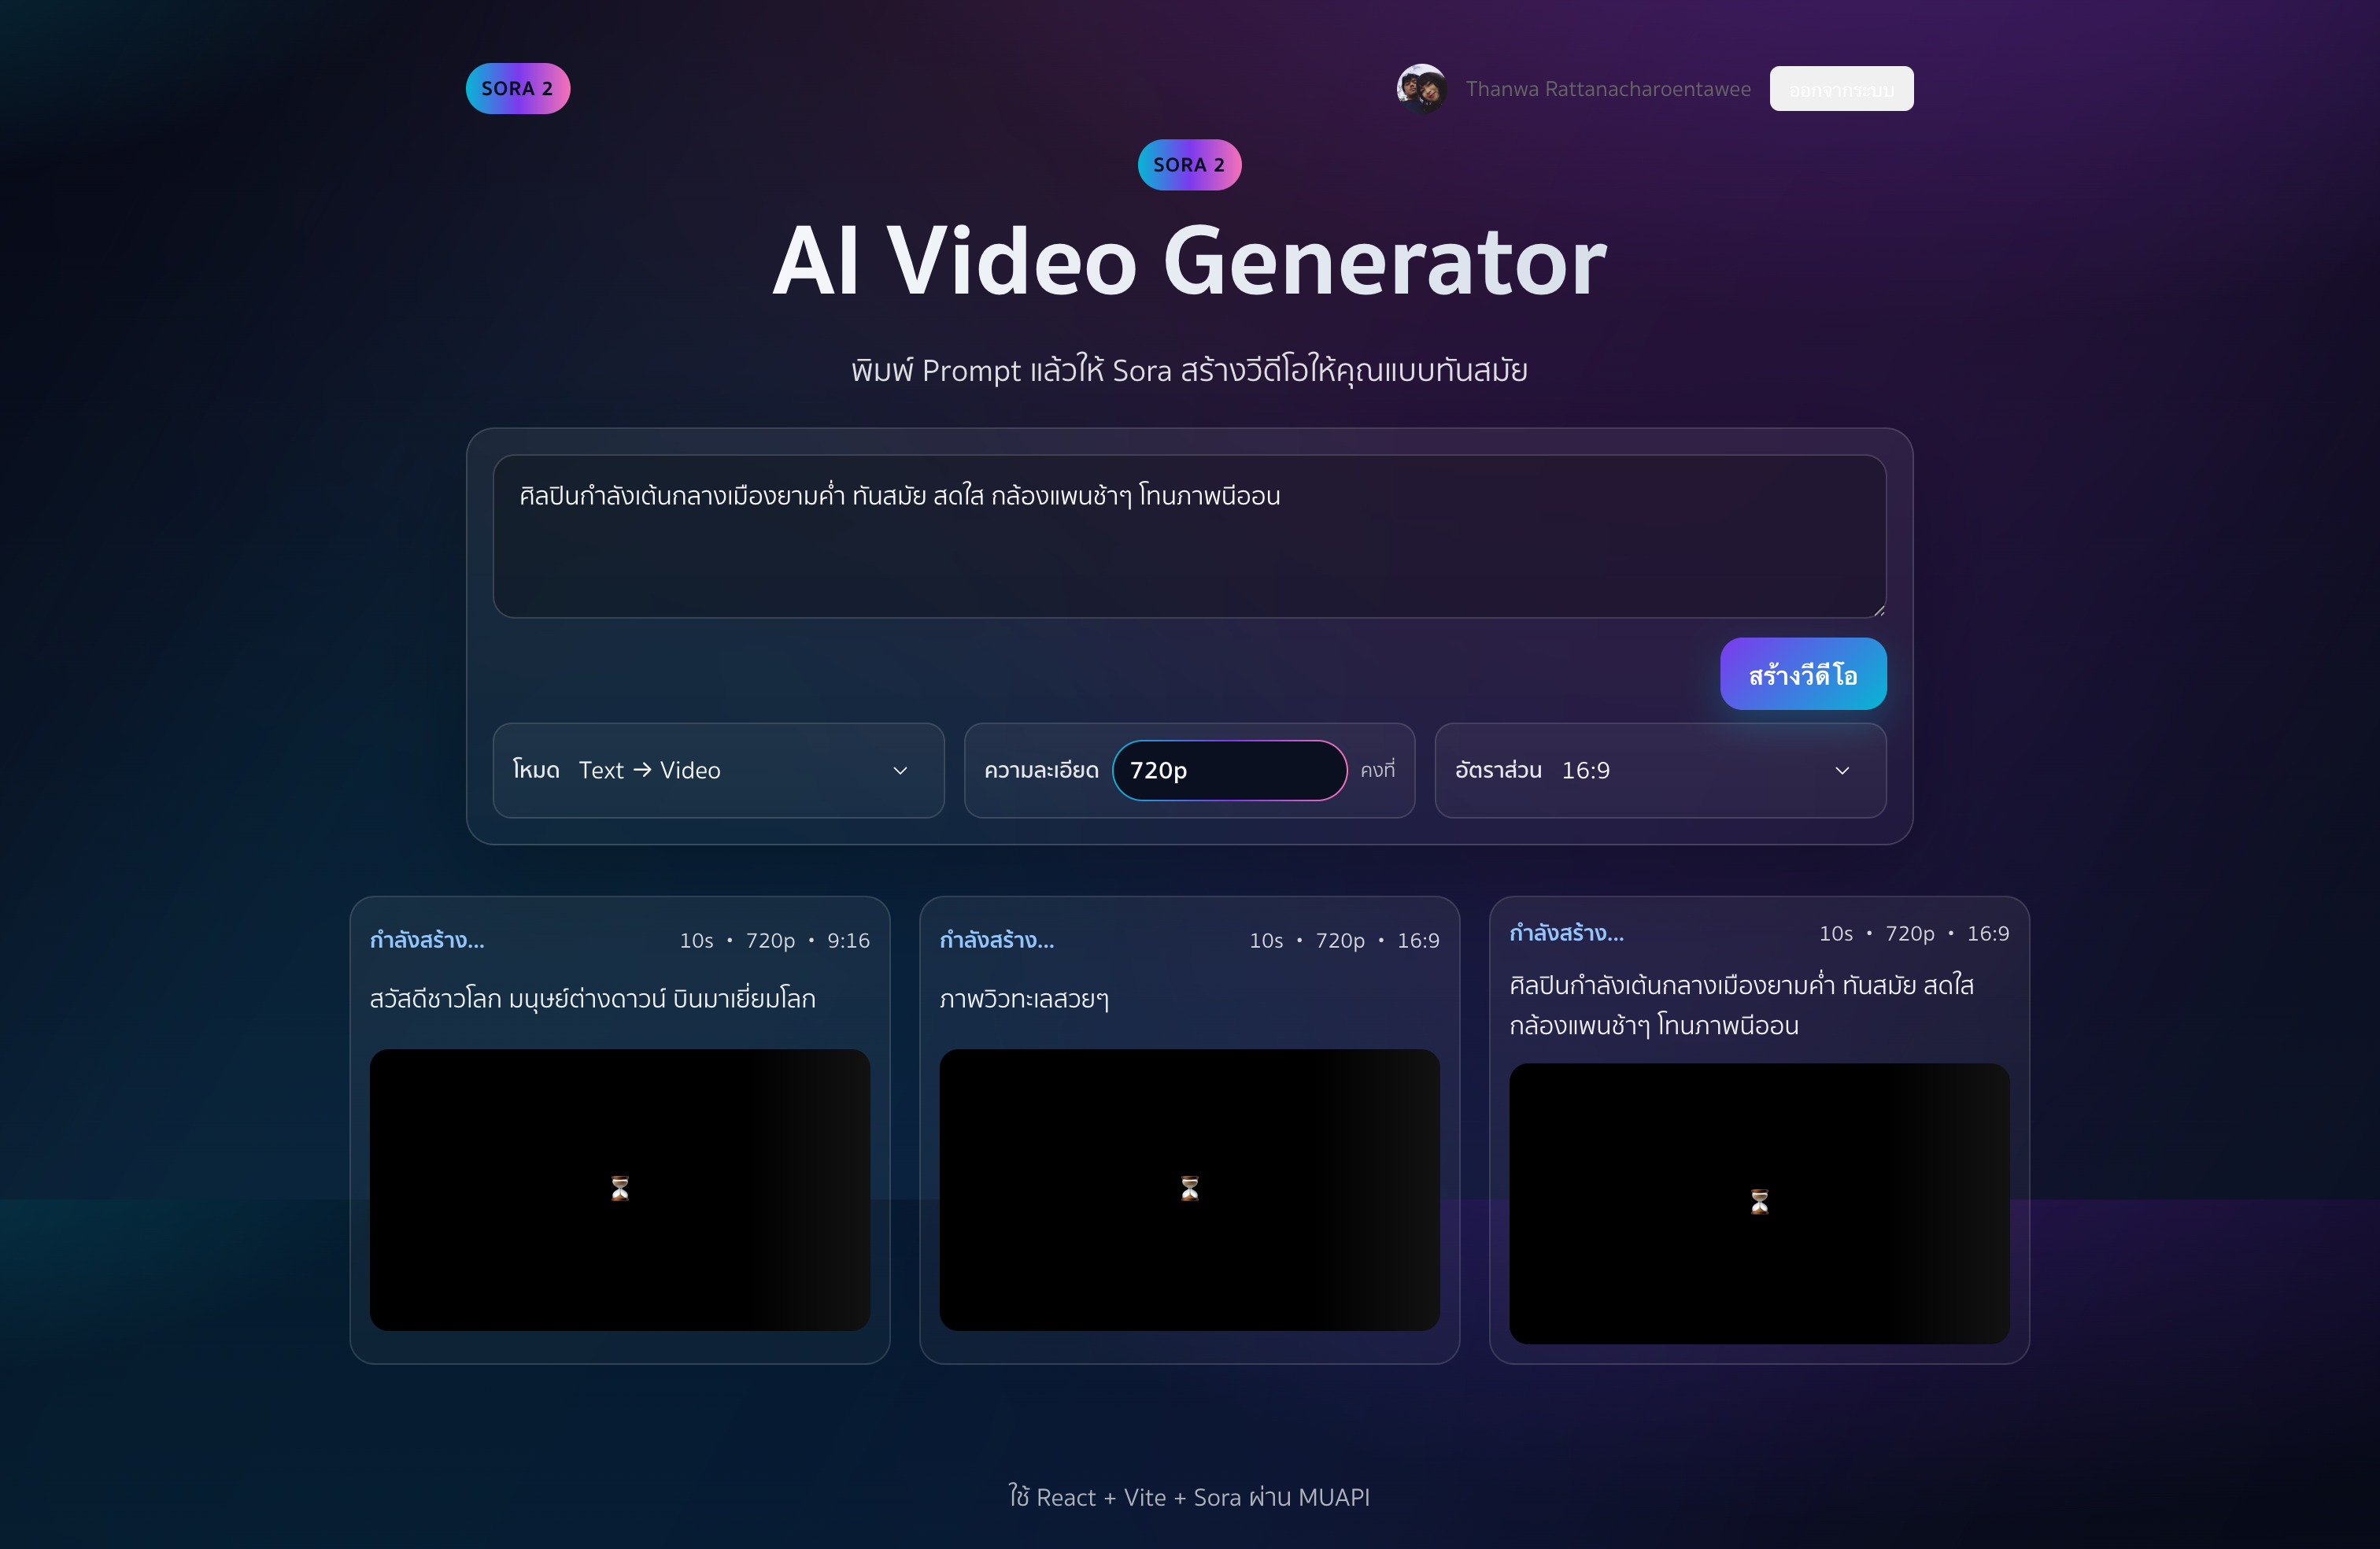 SORA 2
Thanwa Rattanacharoentawee
ออกจากระบบ
SORA 2
AI Video Generator
พิมพ์ Prompt แล้วให้ Sora สร้างวีดีโอให้คุณแบบทันสมัย
ศิลปินกำลังเต้นกลางเมืองยามค่ำ ทันสมัย สดใส กล้องแพนช้าๆ โทนภาพนีออน
สร้างวีดีโอ
โหมด Text → Video
ความละเอียด 720p คงที่
อัตราส่วน 16:9
กำลังสร้าง... 10s • 720p • 9:16
สวัสดีชาวโลก มนุษย์ต่างดาวน์ บินมาเยี่ยมโลก
กำลังสร้าง... 10s • 720p • 16:9
ภาพวิวทะเลสวยๆ
กำลังสร้าง... 10s • 720p • 16:9
ศิลปินกำลังเต้นกลางเมืองยามค่ำ ทันสมัย สดใส
กล้องแพนช้าๆ โทนภาพนีออน
ใช้ React + Vite + Sora ผ่าน MUAPI